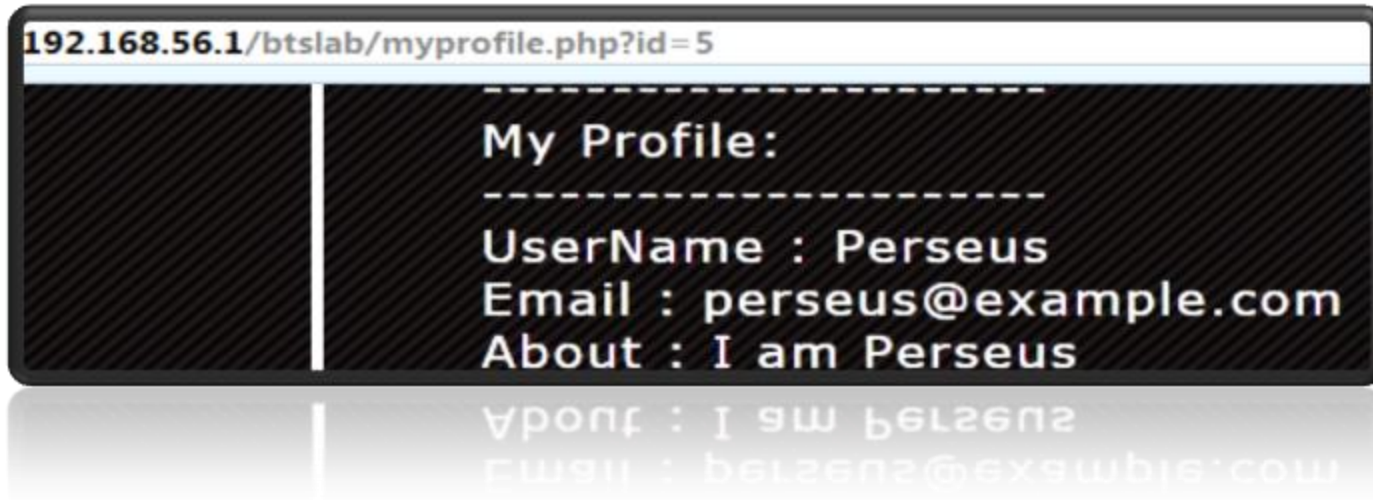 192.168.56.1/btslab/myprofile.php?id=5
----------------------
My Profile:
----------------------
UserName : Perseus
Email : perseus@example.com
About : I am Perseus